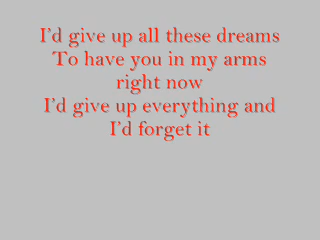 I'd give up all these dreams
To have you in my arms
right now
I'd give up everything and
I'd forget it